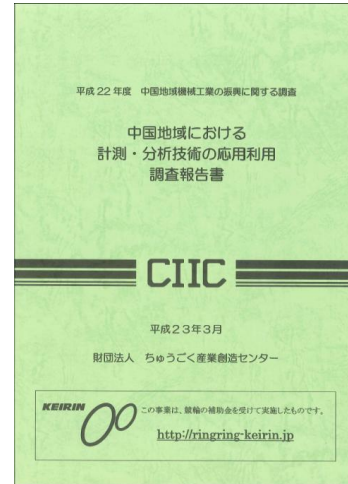 平成22年度 中国地域機械工業の振興に関する調査
中国地域における
計測・分析技術の応用利用
調査報告書
CIIC
平成23年3月
財団法人 ちゅうごく産業創造センター
KEIRIN
この事業は、競輪の補助金を受けて実施したものです。
http://ringring-keirin.jp